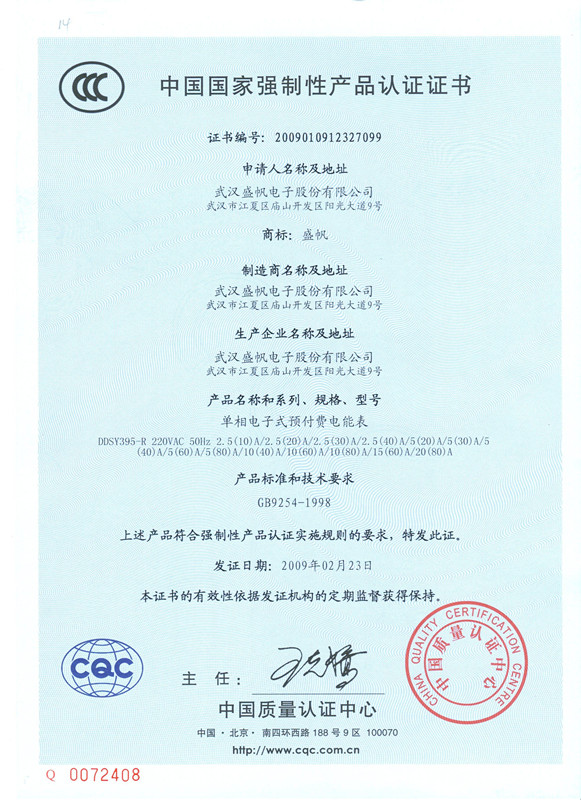 14
中国国家强制性产品认证证书
证书编号：2009010912327099
申请人名称及地址
武汉盛帆电子股份有限公司
武汉市江夏区庙山开发区阳光大道9号
商标：盛帆
制造商名称及地址
武汉盛帆电子股份有限公司
武汉市江夏区庙山开发区阳光大道9号
生产企业名称及地址
武汉盛帆电子股份有限公司
武汉市江夏区庙山开发区阳光大道9号
产品名称和系列、规格、型号
单相电子式预付费电能表
DDSY395-R 220VAC 50Hz 2.5(10)A/2.5(20)A/2.5(30)A/2.5(40)A/5(20)A/5(30)A/5
(40)A/5(60)A/5(80)A/10(40)A/10(60)A/10(80)A/15(60)A/20(80)A
产品标准和技术要求
GB9254-1998
上述产品符合强制性产品认证实施规则的要求，特发此证。
发证日期：2009年02月23日
本证书的有效性依据发证机构的定期监督获得保持。
CHINA QUALITY CERTIFICATION CENTRE
中国质量认证中心
CQC
主任：
中国质量认证中心
中国·北京·南四环西路188号9区 100070
http://www.cqc.com.cn
Q 0072408